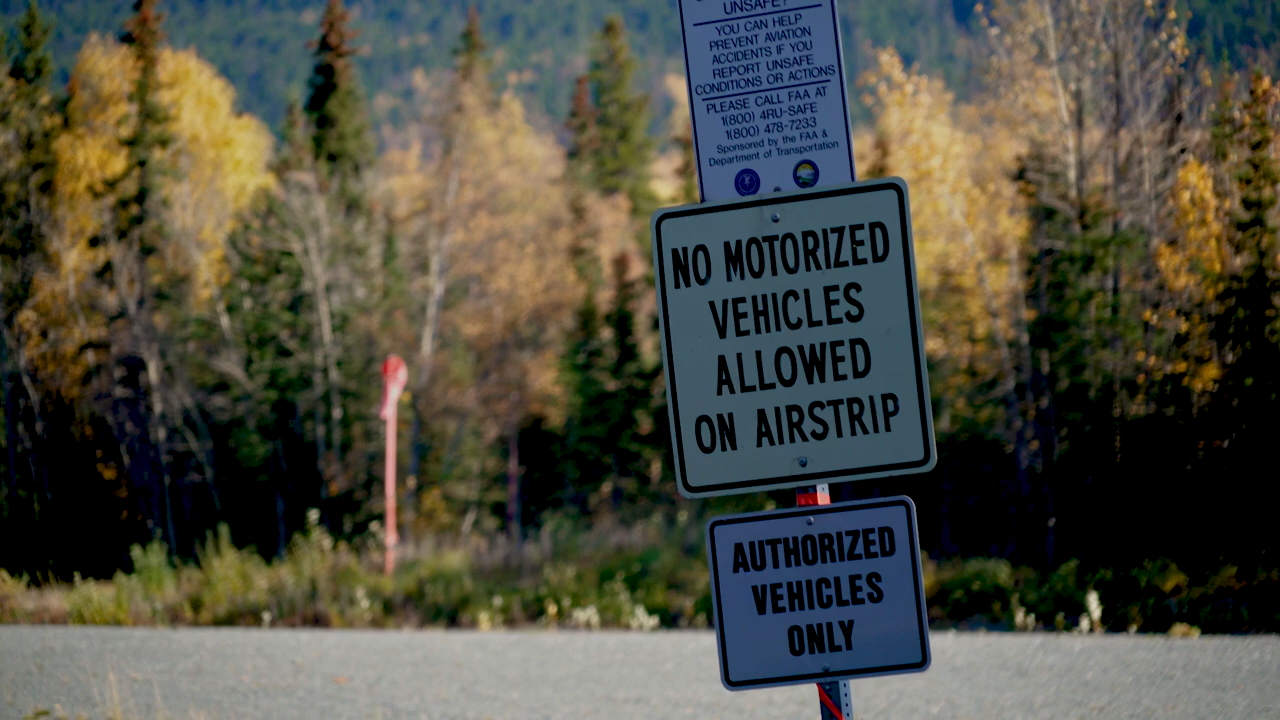 UNSAFE?
YOU CAN HELP
PREVENT AVIATION
ACCIDENTS IF YOU
REPORT UNSAFE
CONDITIONS OR ACTIONS
PLEASE CALL FAA AT
1(800) 4RU-SAFE
1(800) 478-7233
Sponsored by the FAA &
Department of Transportation
NO MOTORIZED
VEHICLES
ALLOWED
ON AIRSTRIP
AUTHORIZED
VEHICLES
ONLY